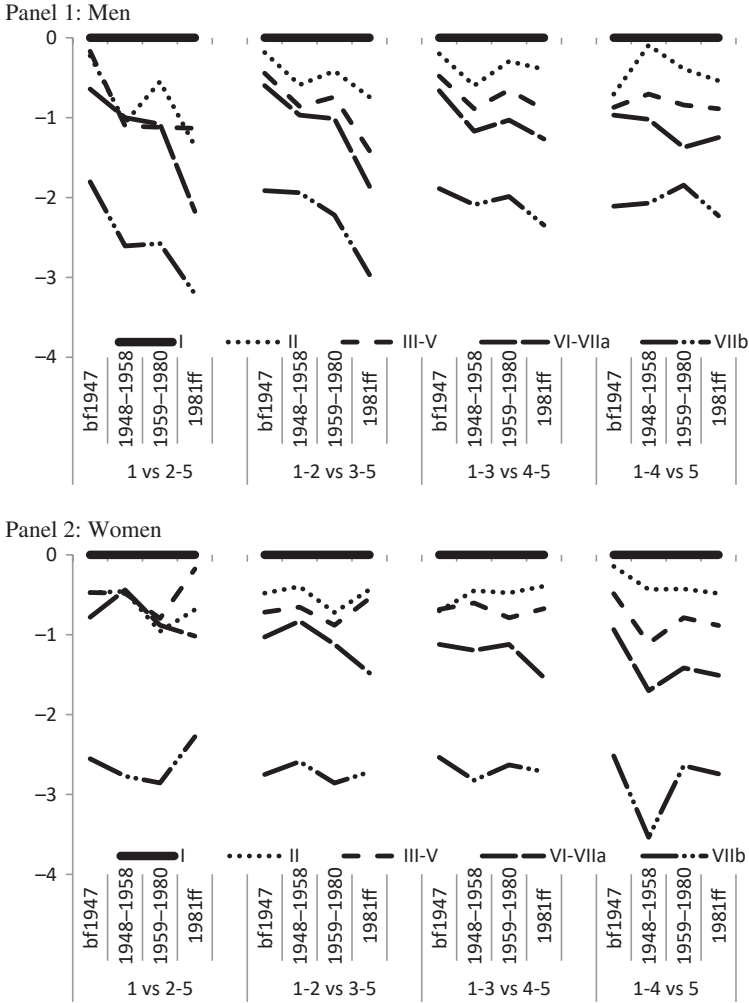 Panel 1: Men
0
−1
−2
−3
−4
I II III-V VI-VIIa VIIb
bf1947 1948–1958 1959–1980 1981ff bf1947 1948–1958 1959–1980 1981ff bf1947 1948–1958 1959–1980 1981ff bf1947 1948–1958 1959–1980 1981ff
1 vs 2-5 1-2 vs 3-5 1-3 vs 4-5 1-4 vs 5
Panel 2: Women
0
−1
−2
−3
I II III-V VI-VIIa VIIb
−4
bf1947 1948–1958 1959–1980 1981ff bf1947 1948–1958 1959–1980 1981ff bf1947 1948–1958 1959–1980 1981ff bf1947 1948–1958 1959–1980 1981ff
1 vs 2-5 1-2 vs 3-5 1-3 vs 4-5 1-4 vs 5